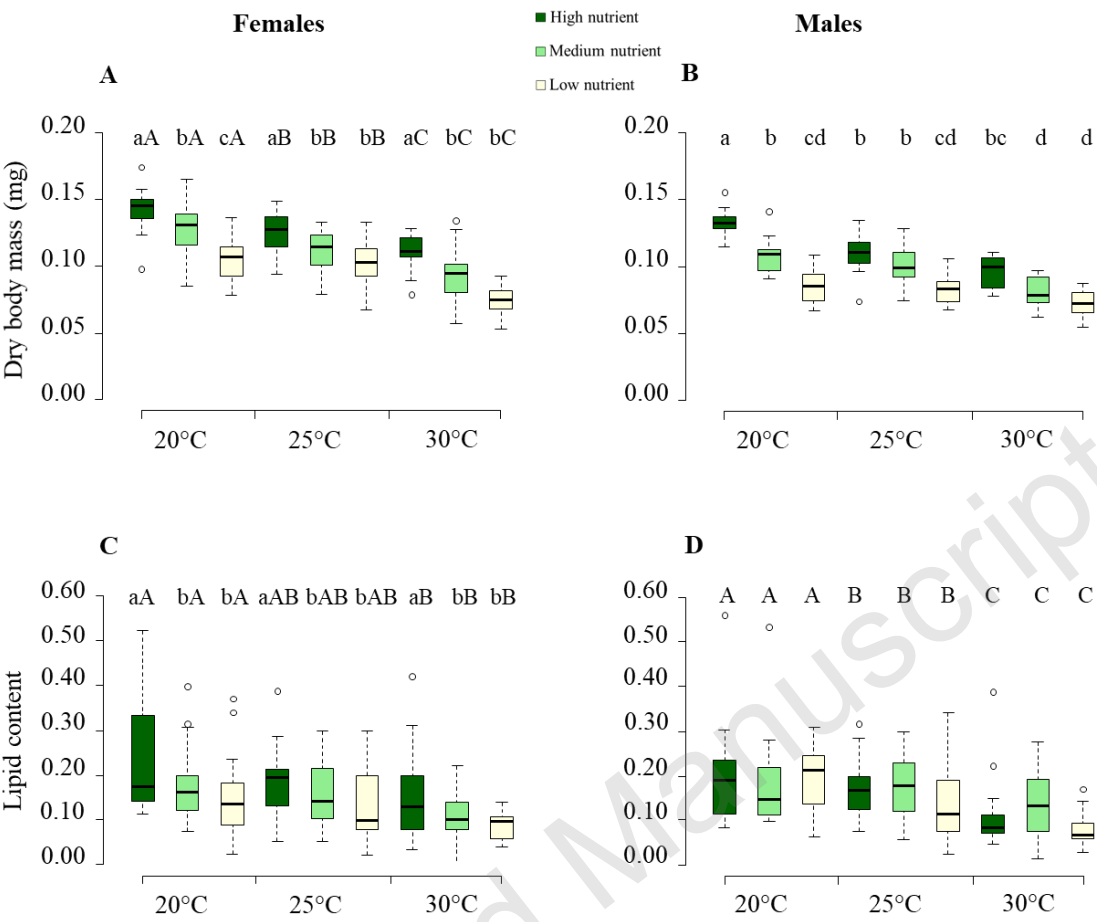 Females
High nutrient
Medium nutrient
Low nutrient
Males
A
Dry body mass (mg)
0.20
0.15
0.10
0.05
0.00
aA bA cA aB bB bB aC bC bC
20°C 25°C 30°C
B
0.20
0.15
0.10
0.05
0.00
a b cd b b cd bc d d
20°C 25°C 30°C
C
Lipid content
0.60
0.50
0.40
0.30
0.20
0.10
0.00
aA bA bA aAB bAB bAB aB bB bB
20°C 25°C 30°C
D
0.60
0.50
0.40
0.30
0.20
0.10
0.00
A A A B B B C C C
20°C 25°C 30°C
d Manuscript